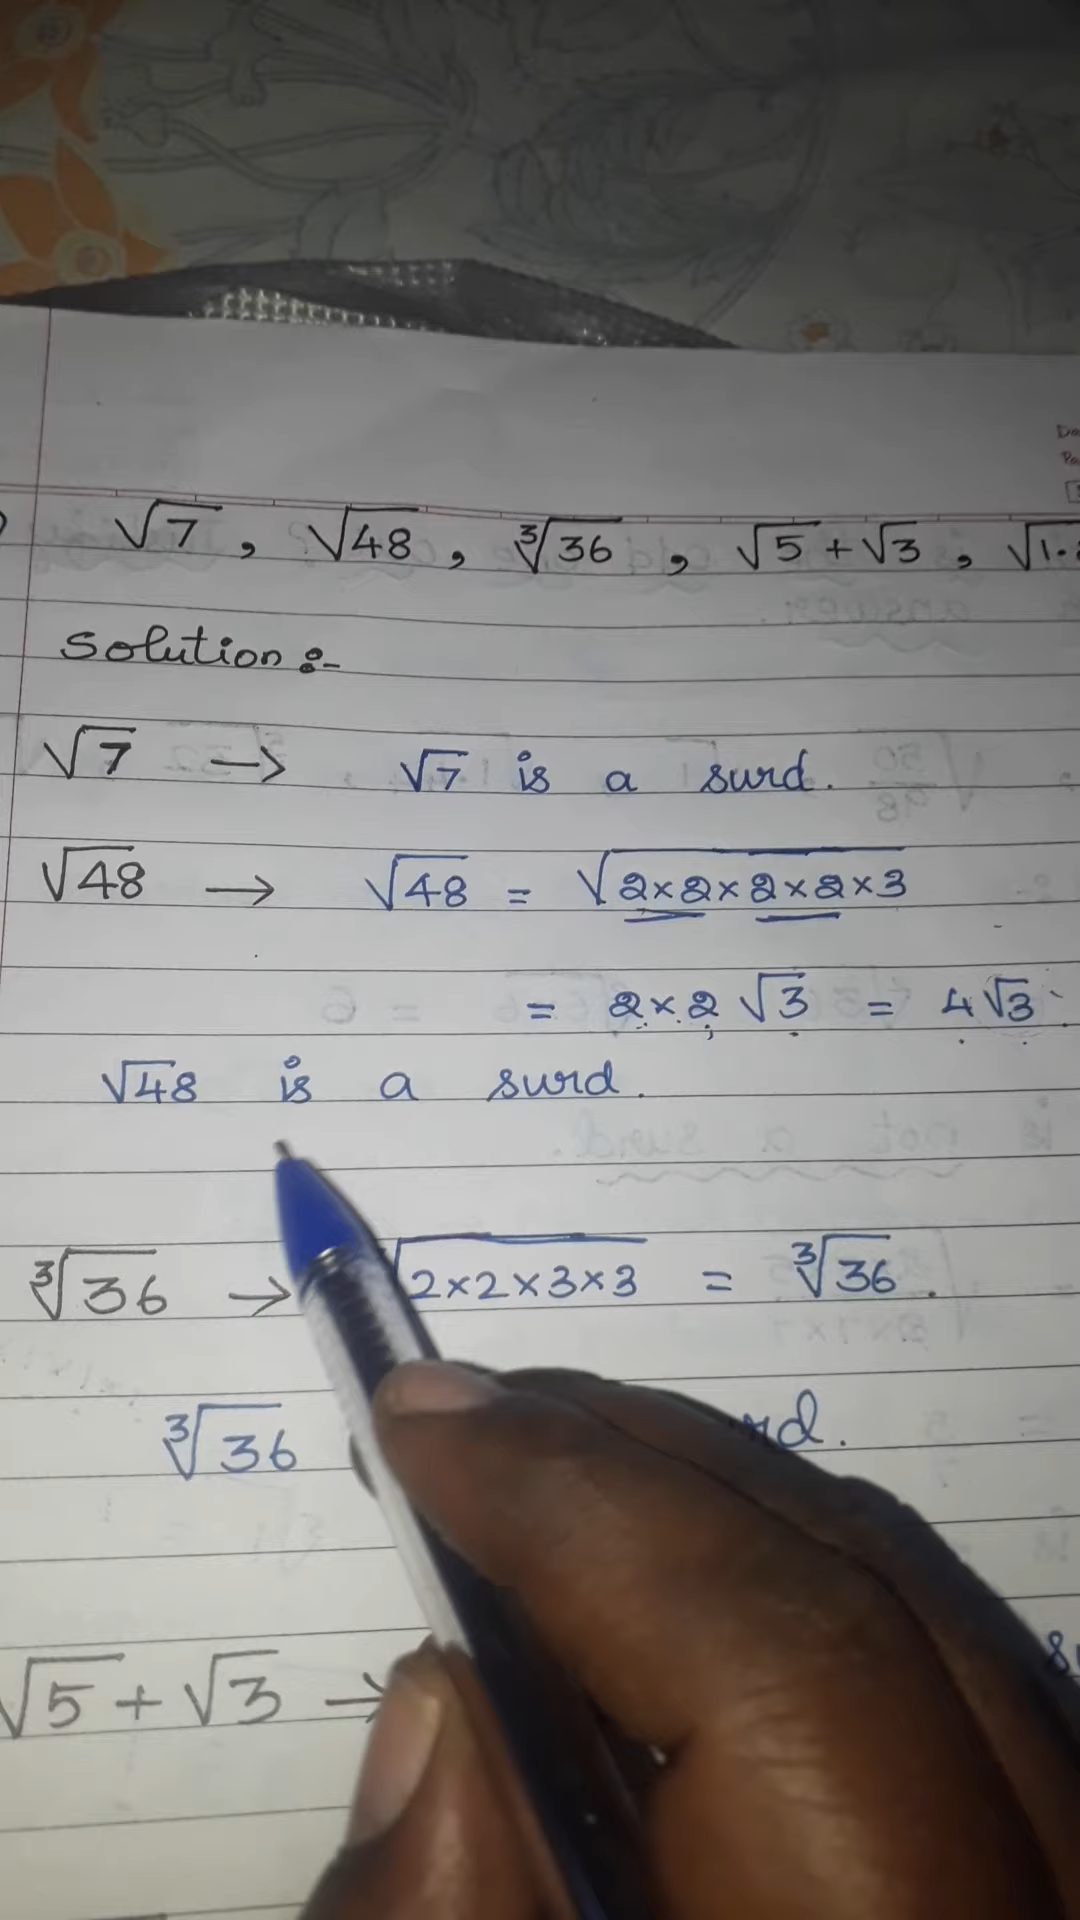 √7 , √48 , ∛36 , √5 + √3 , √1.
Solution :-
√7 → √7 is a surd.
√48 → √48 = √2×2×2×2×3
= 2×2 √3 = 4√3.
√48 is a surd.
∛36 → √2×2×3×3 = ∛36.
∛36
√5 + √3 →